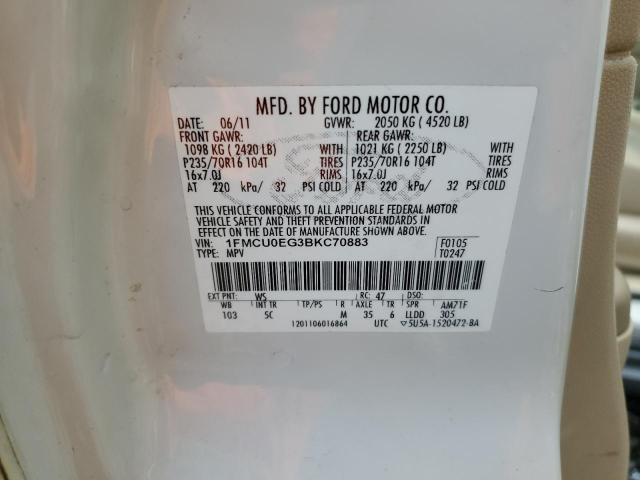 MFD. BY FORD MOTOR CO.
DATE: 06/11 GVWR: 2050 KG ( 4520 LB)
FRONT GAWR: REAR GAWR:
1098 KG ( 2420 LB) WITH 1021 KG ( 2250 LB) WITH
P235/70R16 104T TIRES P235/70R16 104T TIRES
16x7.0J RIMS 16x7.0J RIMS
AT 220 kPa/ 32 PSI COLD AT 220 kPa/ 32 PSI COLD
THIS VEHICLE CONFORMS TO ALL APPLICABLE FEDERAL MOTOR
VEHICLE SAFETY AND THEFT PREVENTION STANDARDS IN
EFFECT ON THE DATE OF MANUFACTURE SHOWN ABOVE.
VIN: 1FMCU0EG3BKC70883 F0105
TYPE: MPV T0247
EXT PNT: WS RC: 47 DSO:
WB INT TR TP/PS R AXLE TR SPR AM71F
103 5C M 35 6 LLDD 305
1201106016864 UTC ▽5U5A-1520472-BA